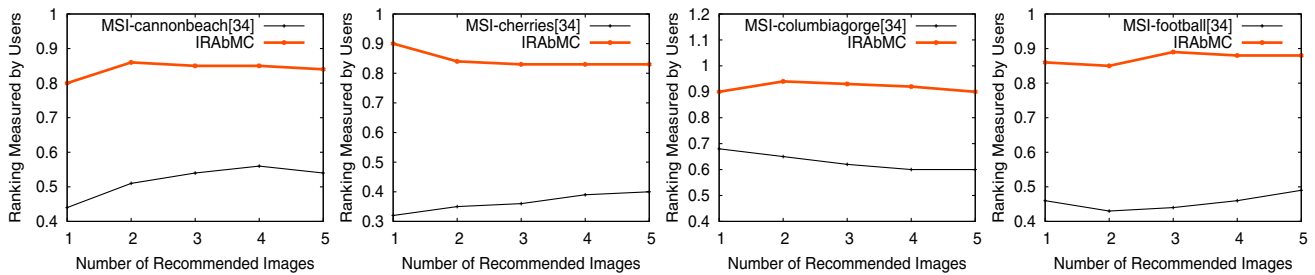 Ranking Measured by Users
1
0.9
0.8
0.7
0.6
0.5
0.4
MSI-cannonbeach[34]
IRAbMC
1 2 3 4 5
Number of Recommended Images
Ranking Measured by Users
1
0.9
0.8
0.7
0.6
0.5
0.4
0.3
MSI-cherries[34]
IRAbMC
1 2 3 4 5
Number of Recommended Images
Ranking Measured by Users
1.2
1.1
1
0.9
0.8
0.7
0.6
0.5
0.4
MSI-columbiagorge[34]
IRAbMC
1 2 3 4 5
Number of Recommended Images
Ranking Measured by Users
1
0.9
0.8
0.7
0.6
0.5
0.4
MSI-football[34]
IRAbMC
1 2 3 4 5
Number of Recommended Images